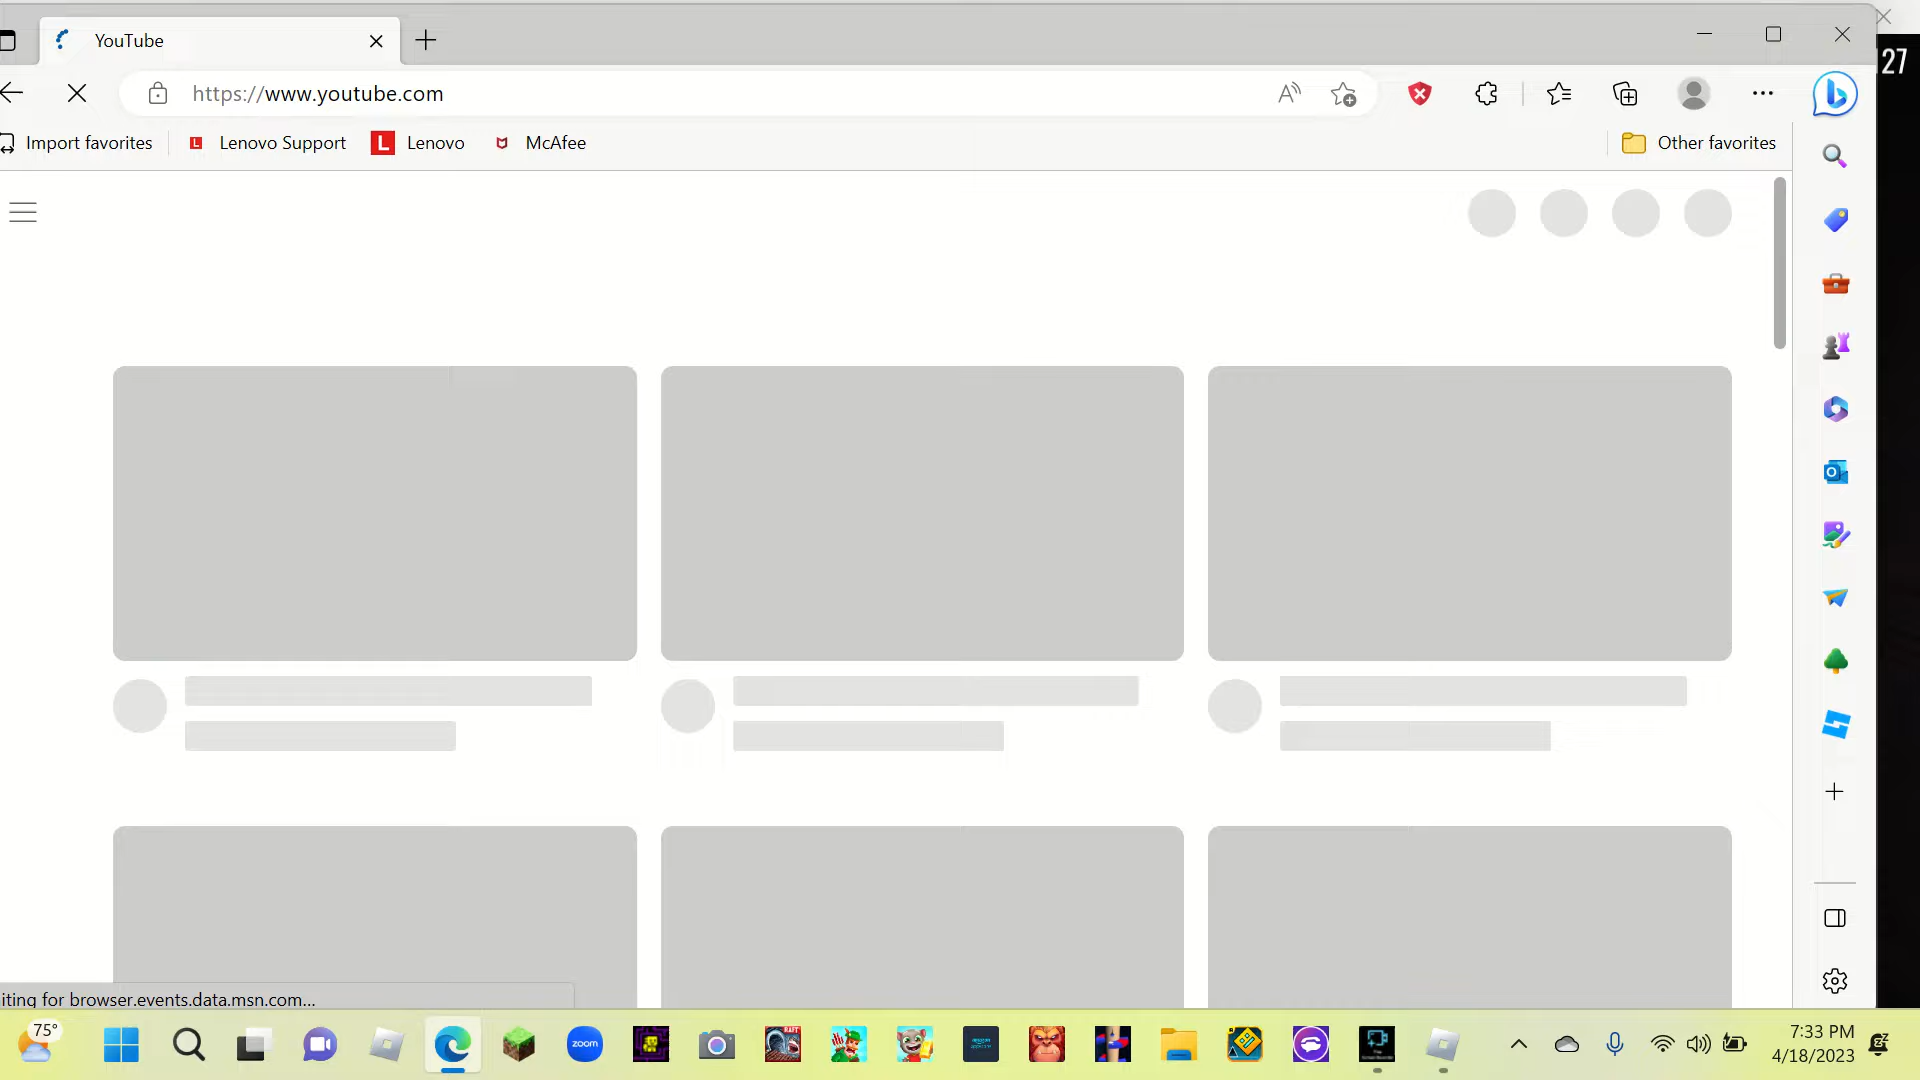 YouTube
27
https://www.youtube.com
Import favorites
L
Lenovo Support
L
Lenovo
McAfee
Other favorites
iting for browser.events.data.msn.com...
75°
zoom
RAFT
7:33 PM
4/18/2023